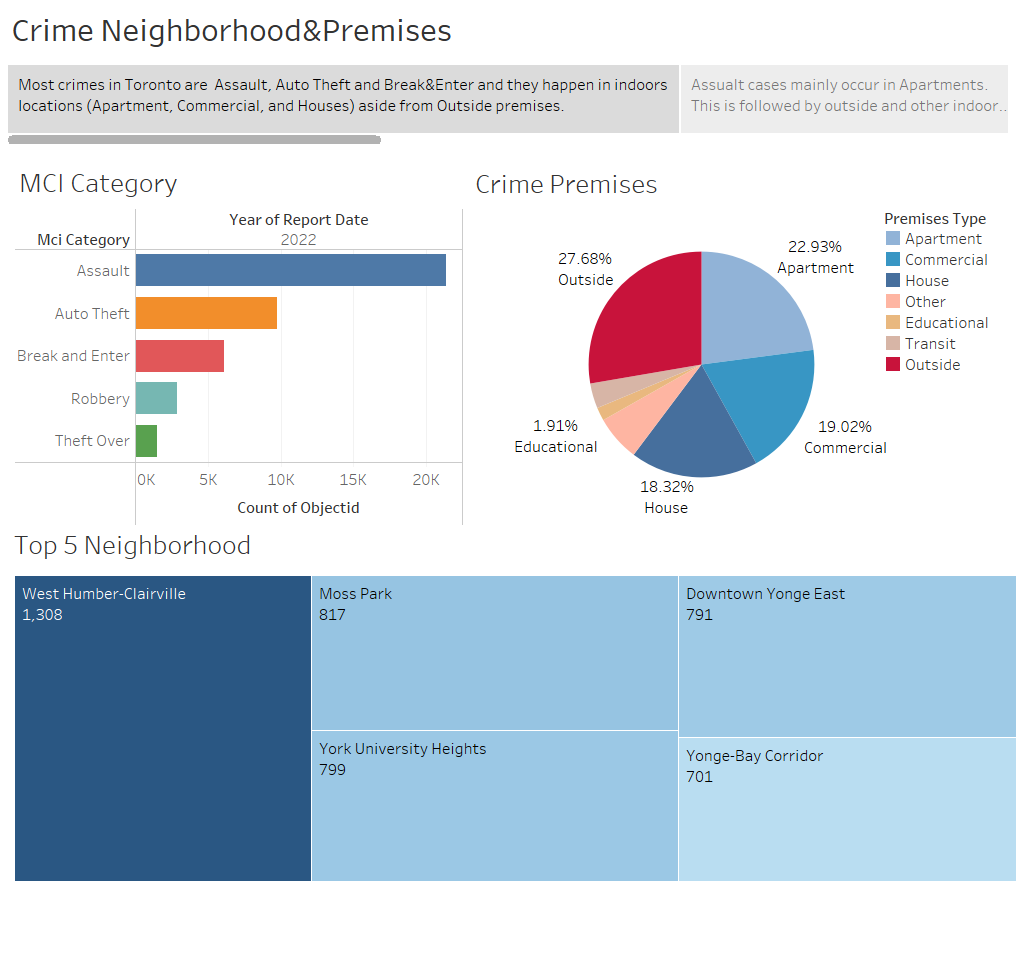 Crime Neighborhood&Premises
Most crimes in Toronto are Assault, Auto Theft and Break&Enter and they happen in indoors
locations (Apartment, Commercial, and Houses) aside from Outside premises.
Assualt cases mainly occur in Apartments.
This is followed by outside and other indoor..
MCI Category
Year of Report Date
Mci Category
2022
Assault
Auto Theft
Break and Enter
Robbery
Theft Over
0K 5K 10K 15K 20K
Count of Objectid
Crime Premises
27.68%
Outside
22.93%
Apartment
1.91%
Educational
19.02%
Commercial
18.32%
House
Premises Type
Apartment
Commercial
House
Other
Educational
Transit
Outside
Top 5 Neighborhood
West Humber-Clairville
1,308
Moss Park
817
York University Heights
799
Downtown Yonge East
791
Yonge-Bay Corridor
701